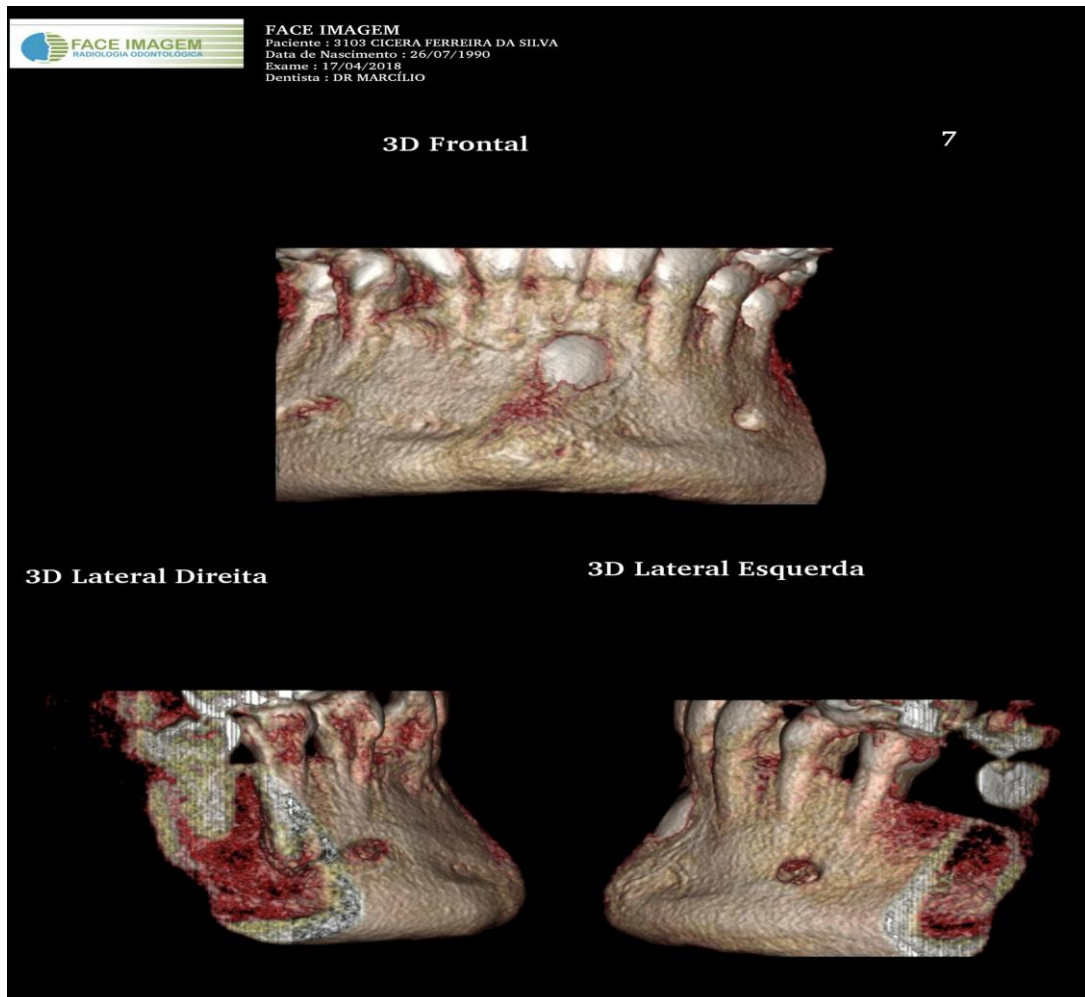 FACE IMAGEM
RADIOLOGIA ODONTOLÓGICA
FACE IMAGEM
Paciente : 3103 CICERA FERREIRA DA SILVA
Data de Nascimento : 26/07/1990
Exame : 17/04/2018
Dentista : DR MARCÍLIO
3D Frontal
7
3D Lateral Direita
3D Lateral Esquerda